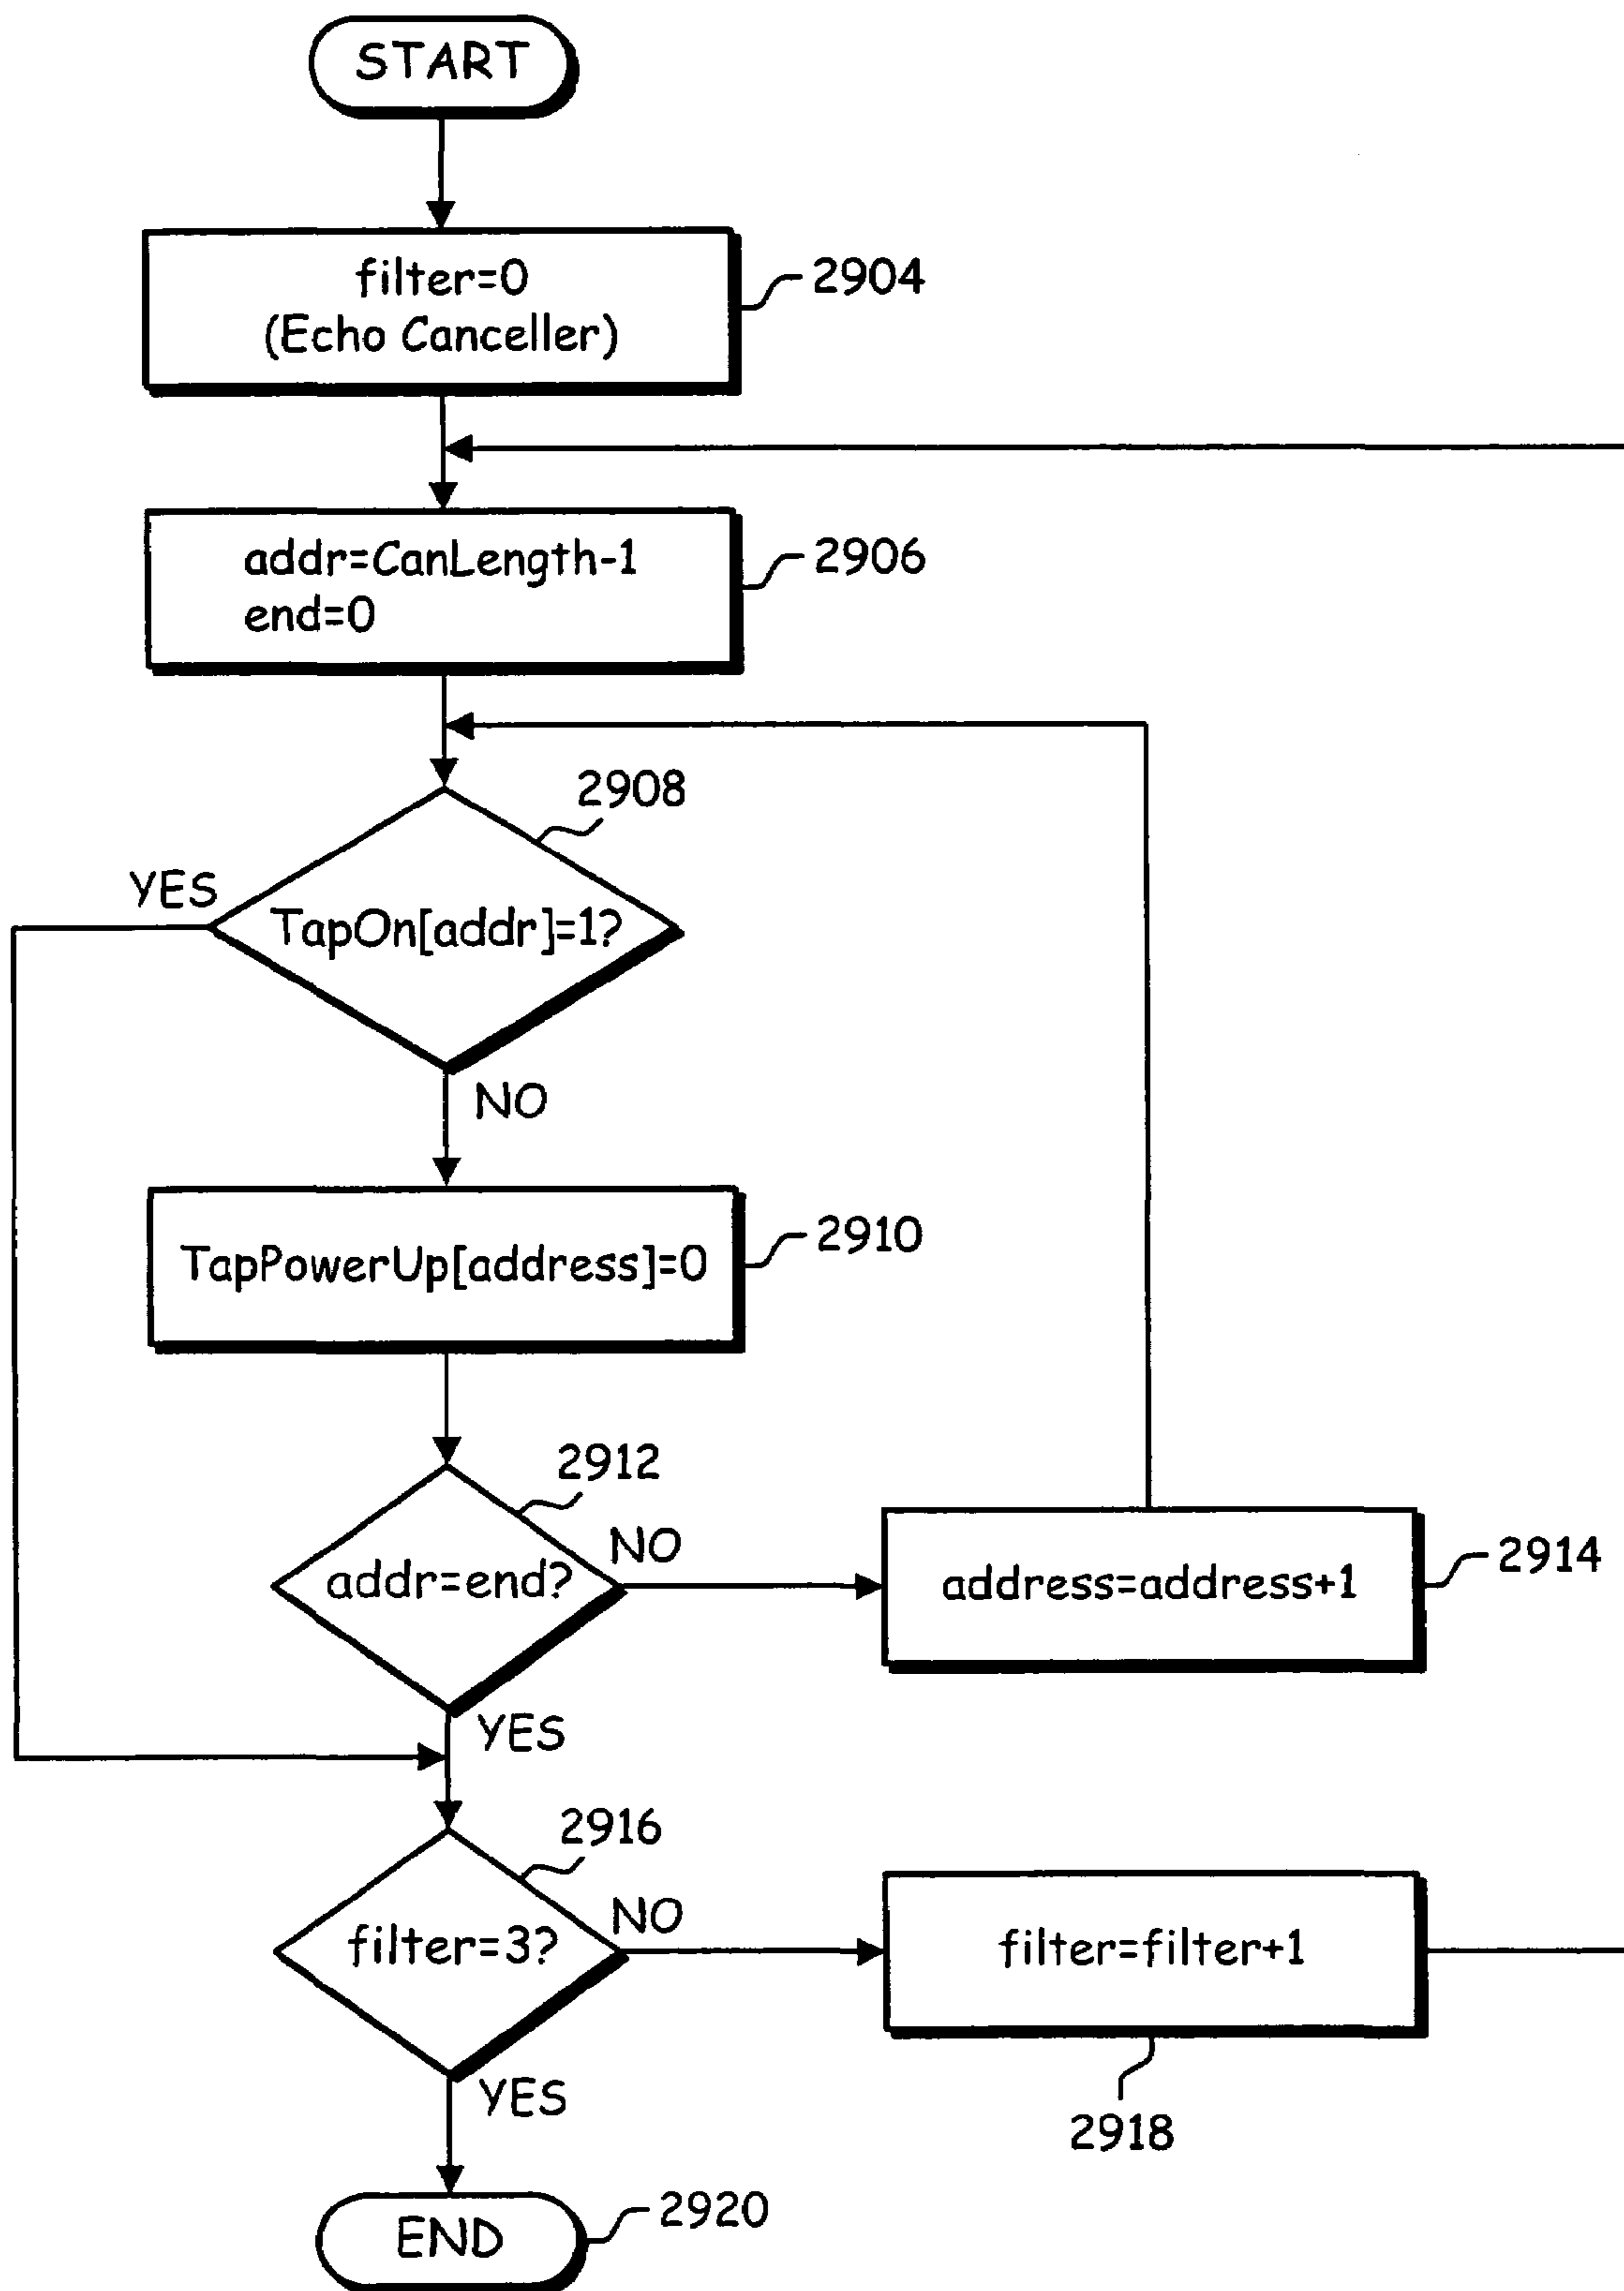 START
filter=0
(Echo Canceller)
2904
addr=CanLength-1
end=0
2906
2908
YES
TapOn[addr]=1?
NO
TapPowerUp[address]=0
2910
2912
addr=end?
NO
address=address+1
2914
YES
2916
filter=3?
NO
filter=filter+1
2918
YES
END
2920